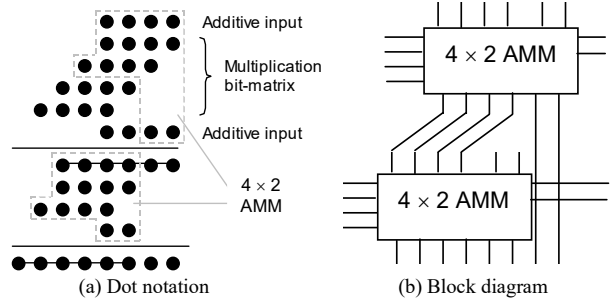 Additive input
Multiplication
bit-matrix
Additive input
4 × 2
AMM
(a) Dot notation
4 × 2 AMM
4 × 2 AMM
(b) Block diagram